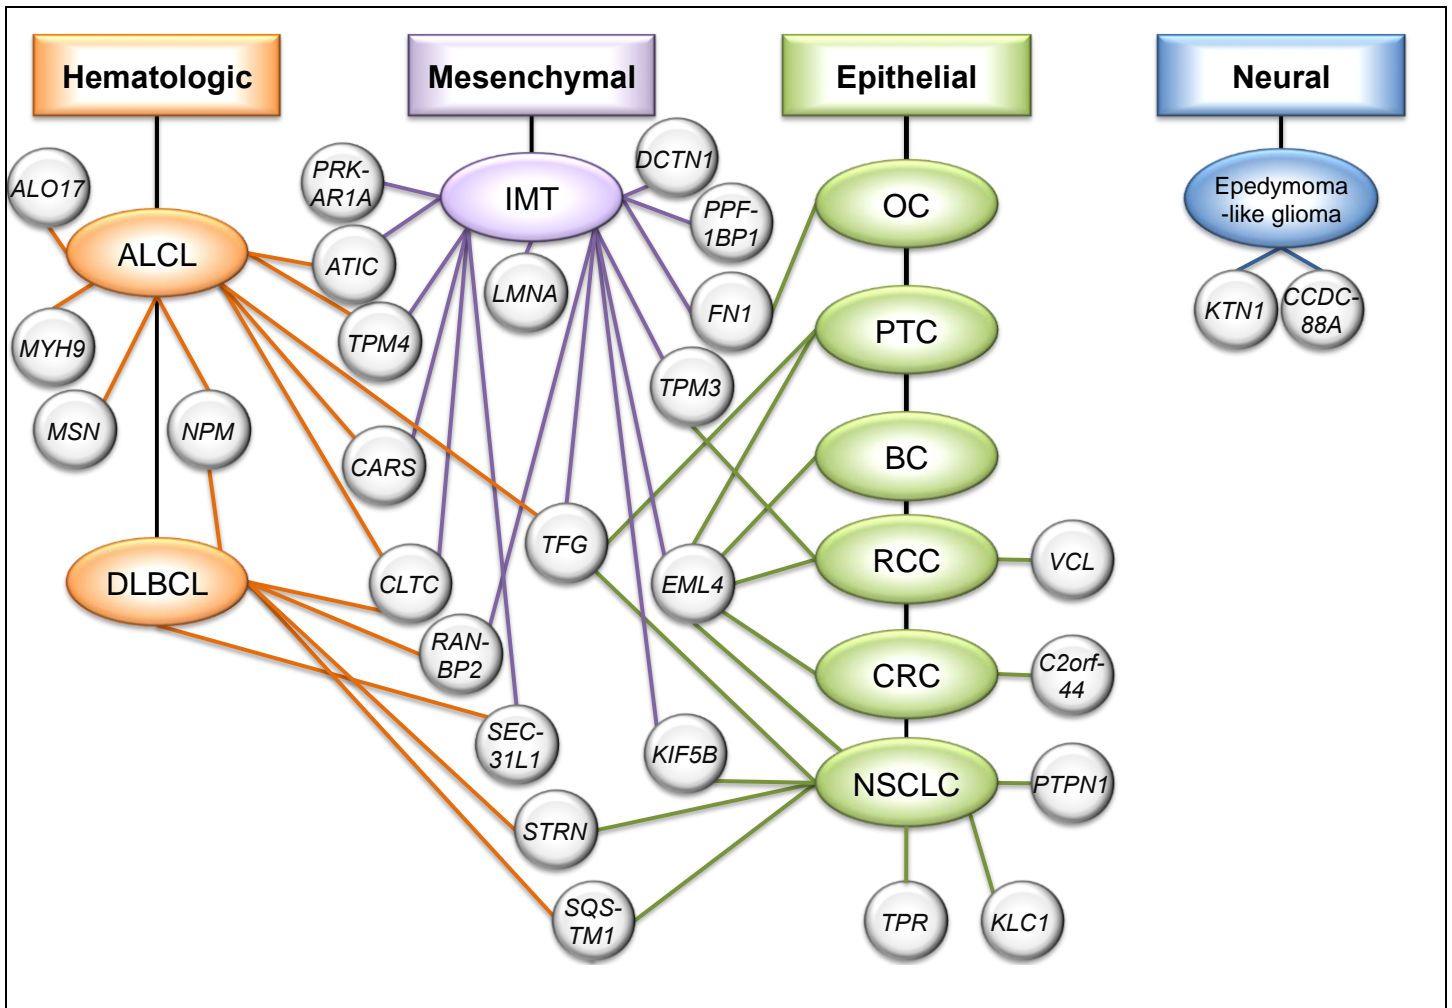 Hematologic
Mesenchymal
Epithelial
Neural
ALO17
PRK-
AR1A
DCTN1
IMT
OC
Epedymoma
-like glioma
PPF-
1BP1
ALCL
ATIC
LMNA
FN1
KTN1
CCDC-
88A
MYH9
TPM4
PTC
TPM3
MSN
NPM
CARS
BC
TFG
DLBCL
CLTC
EML4
RCC
VCL
RAN-
BP2
CRC
C2orf-
44
SEC-
31L1
KIF5B
NSCLC
PTPN1
STRN
SQS-
TM1
TPR
KLC1